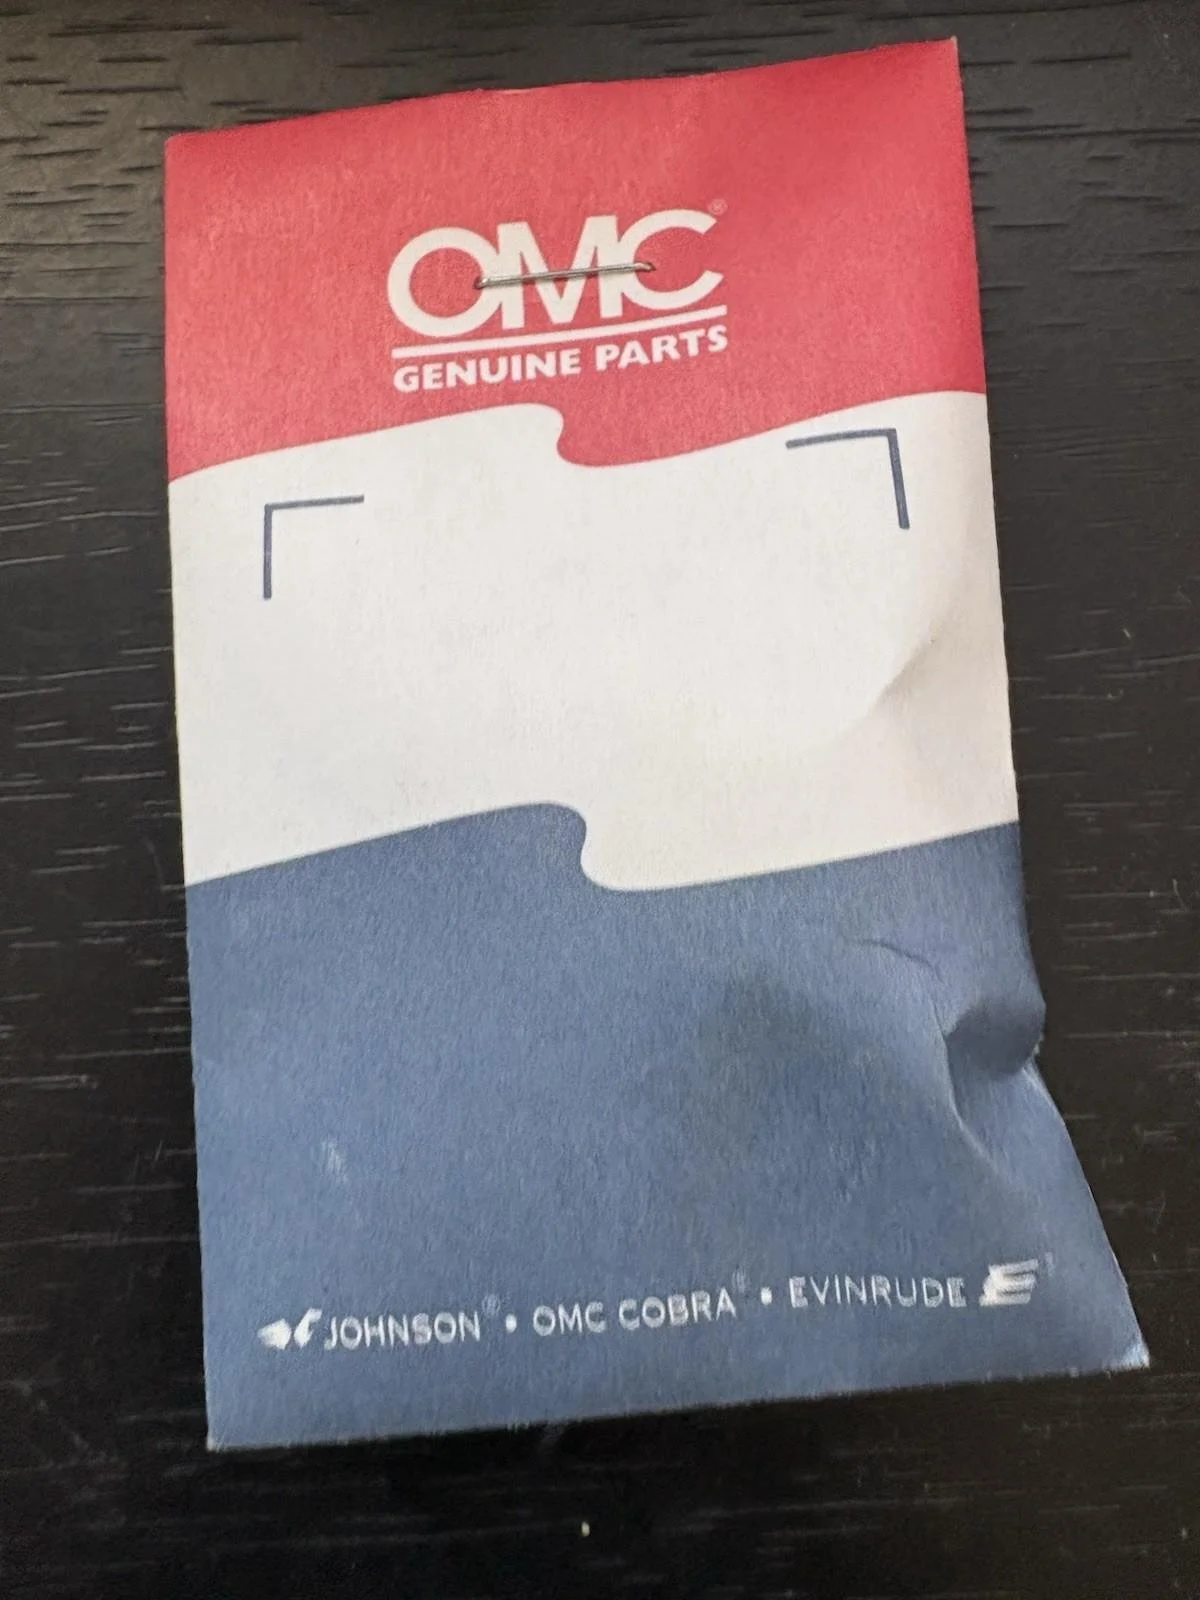 OMC®
GENUINE PARTS
JOHNSON® • OMC COBRA® • EVINRUDE